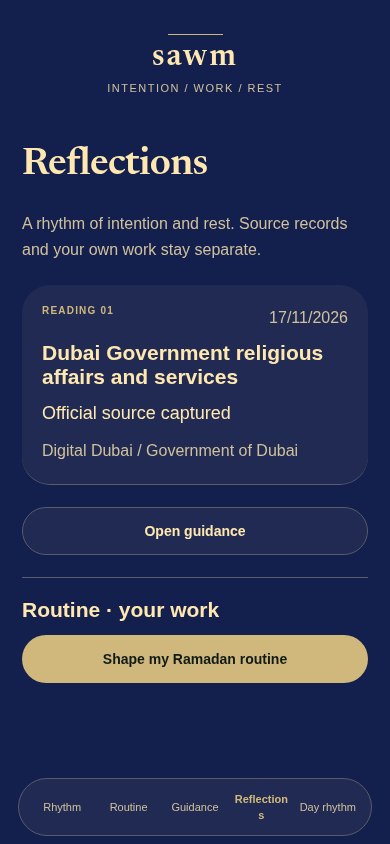 sawm
INTENTION / WORK / REST
Reflections
A rhythm of intention and rest. Source records
and your own work stay separate.
READING 01
17/11/2026
Dubai Government religious
affairs and services
Official source captured
Digital Dubai / Government of Dubai
Open guidance
Routine · your work
Shape my Ramadan routine
Rhythm
Routine
Guidance
Reflection
s
Day rhythm